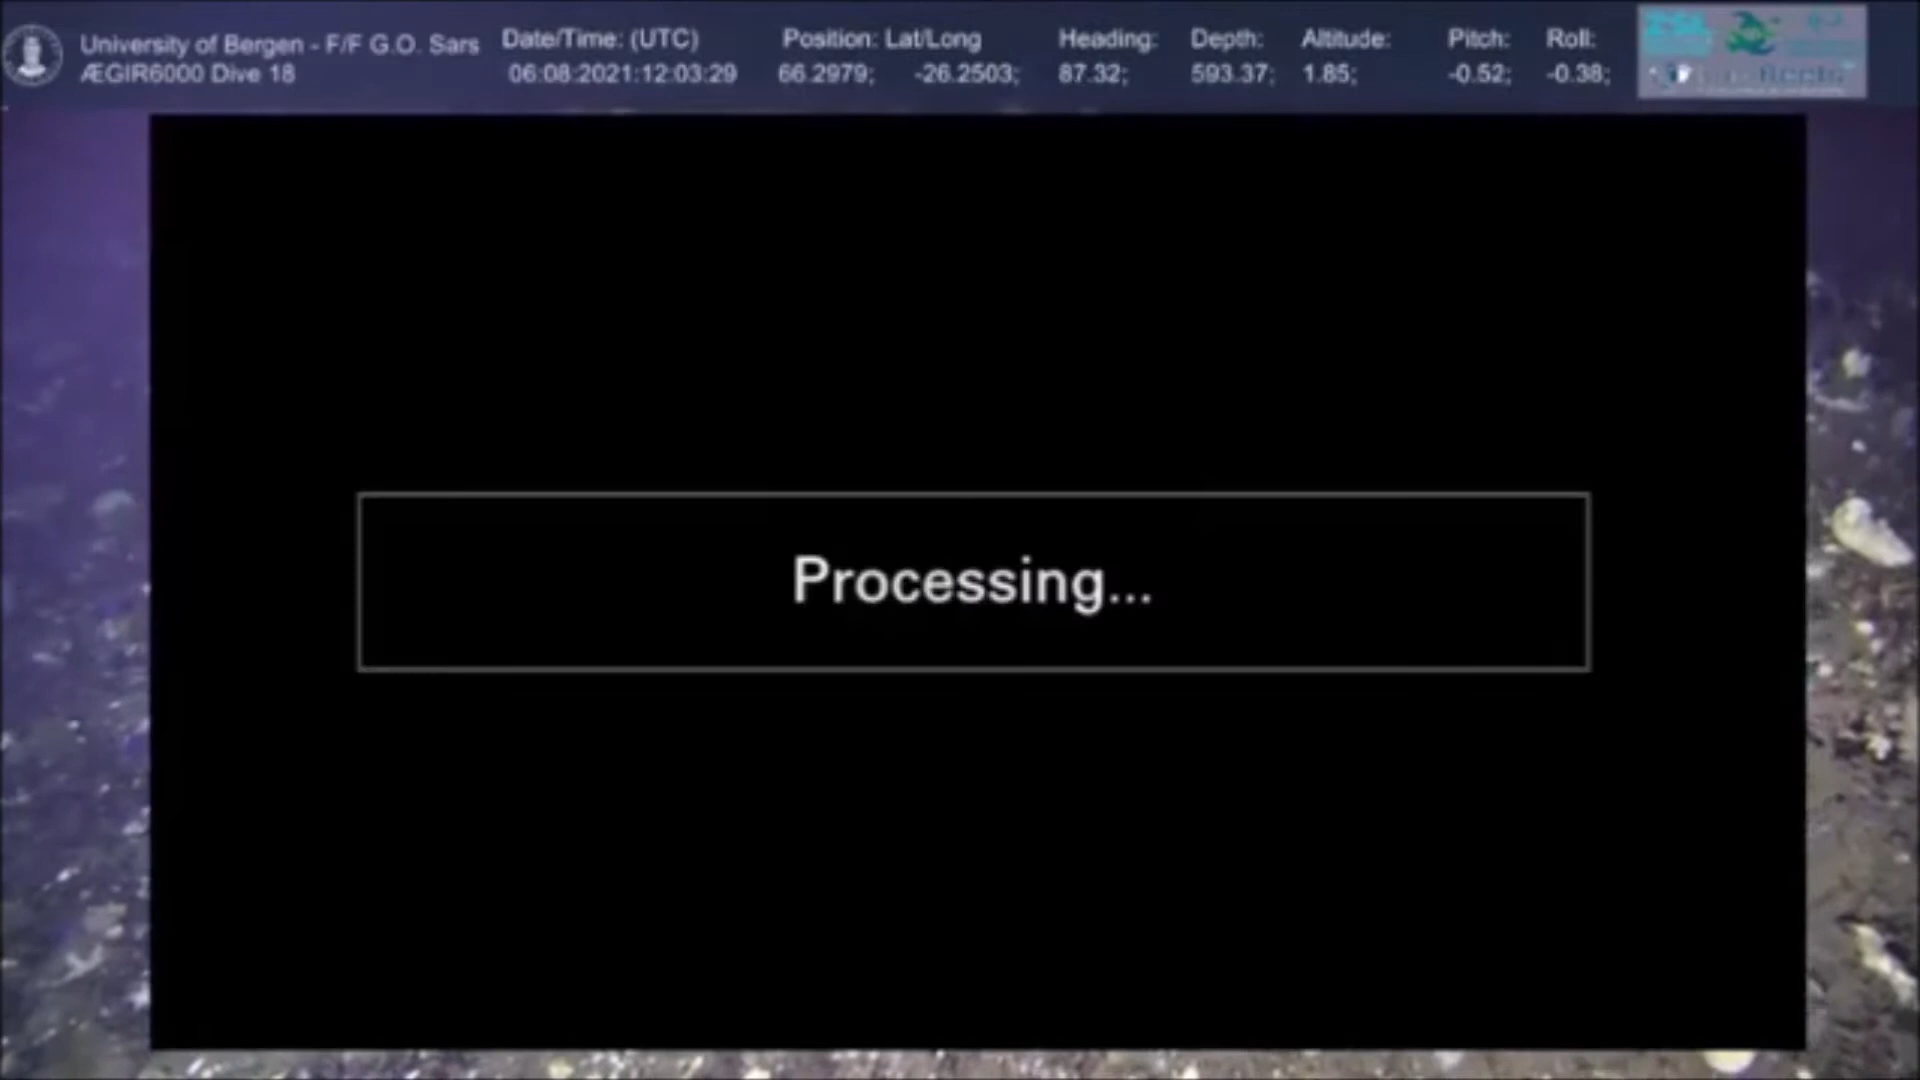 University of Bergen - F/F G.O. Sars
ÆGIR6000 Dive 18
Date/Time: (UTC)
06:08:2021:12:03:29
Position: Lat/Long
66.2979; -26.2503;
Heading:
87.32;
Depth:
593.37;
Altitude:
1.85;
Pitch:
-0.52;
Roll:
-0.38;
ZSL
Processing...